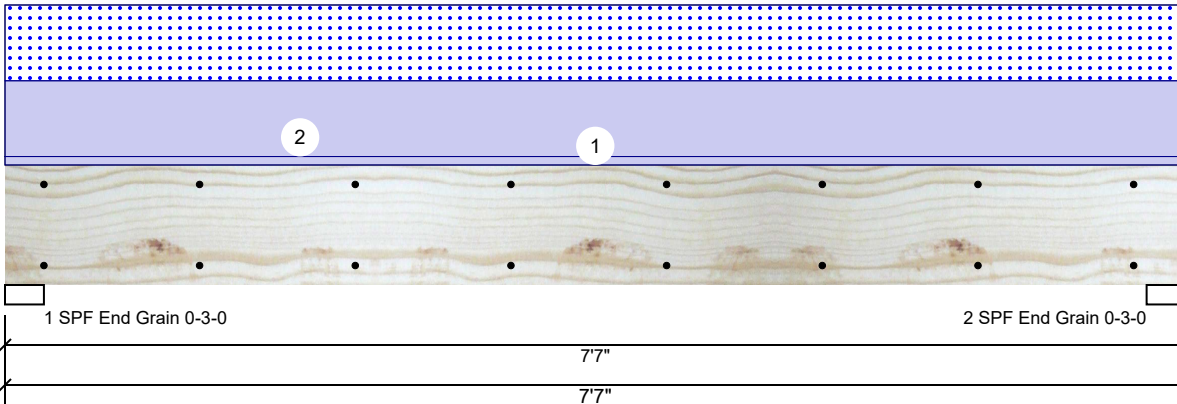 2
1
1 SPF End Grain 0-3-0
2 SPF End Grain 0-3-0
7'7"
7'7"